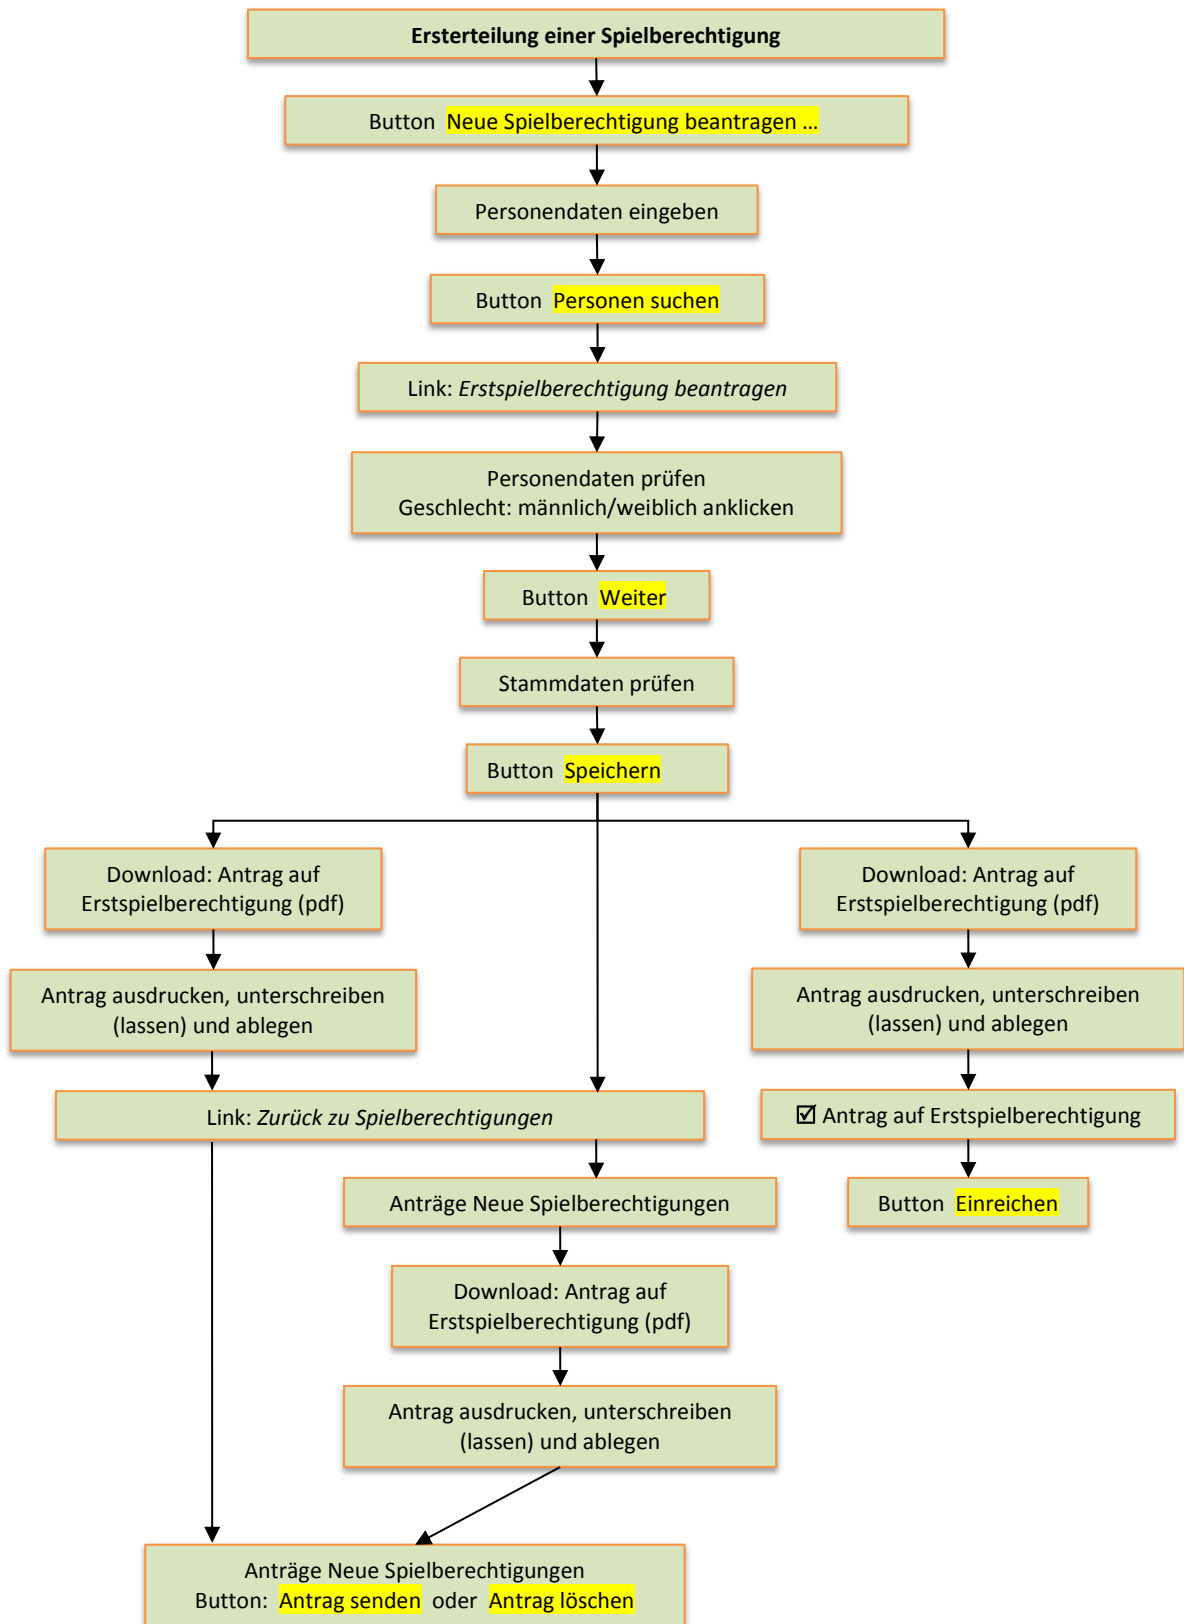 Ersterteilung einer Spielberechtigung
Button Neue Spielberechtigung beantragen ...
Personendaten eingeben
Button Personen suchen
Link: Erstspielberechtigung beantragen
Personendaten prüfen
Geschlecht: männlich/weiblich anklicken
Button Weiter
Stammdaten prüfen
Button Speichern
Download: Antrag auf
Erstspielberechtigung (pdf)
Antrag ausdrucken, unterschreiben
(lassen) und ablegen
Download: Antrag auf
Erstspielberechtigung (pdf)
Antrag ausdrucken, unterschreiben
(lassen) und ablegen
Link: Zurück zu Spielberechtigungen
☑ Antrag auf Erstspielberechtigung
Anträge Neue Spielberechtigungen
Button Einreichen
Download: Antrag auf
Erstspielberechtigung (pdf)
Antrag ausdrucken, unterschreiben
(lassen) und ablegen
Anträge Neue Spielberechtigungen
Button: Antrag senden oder Antrag löschen